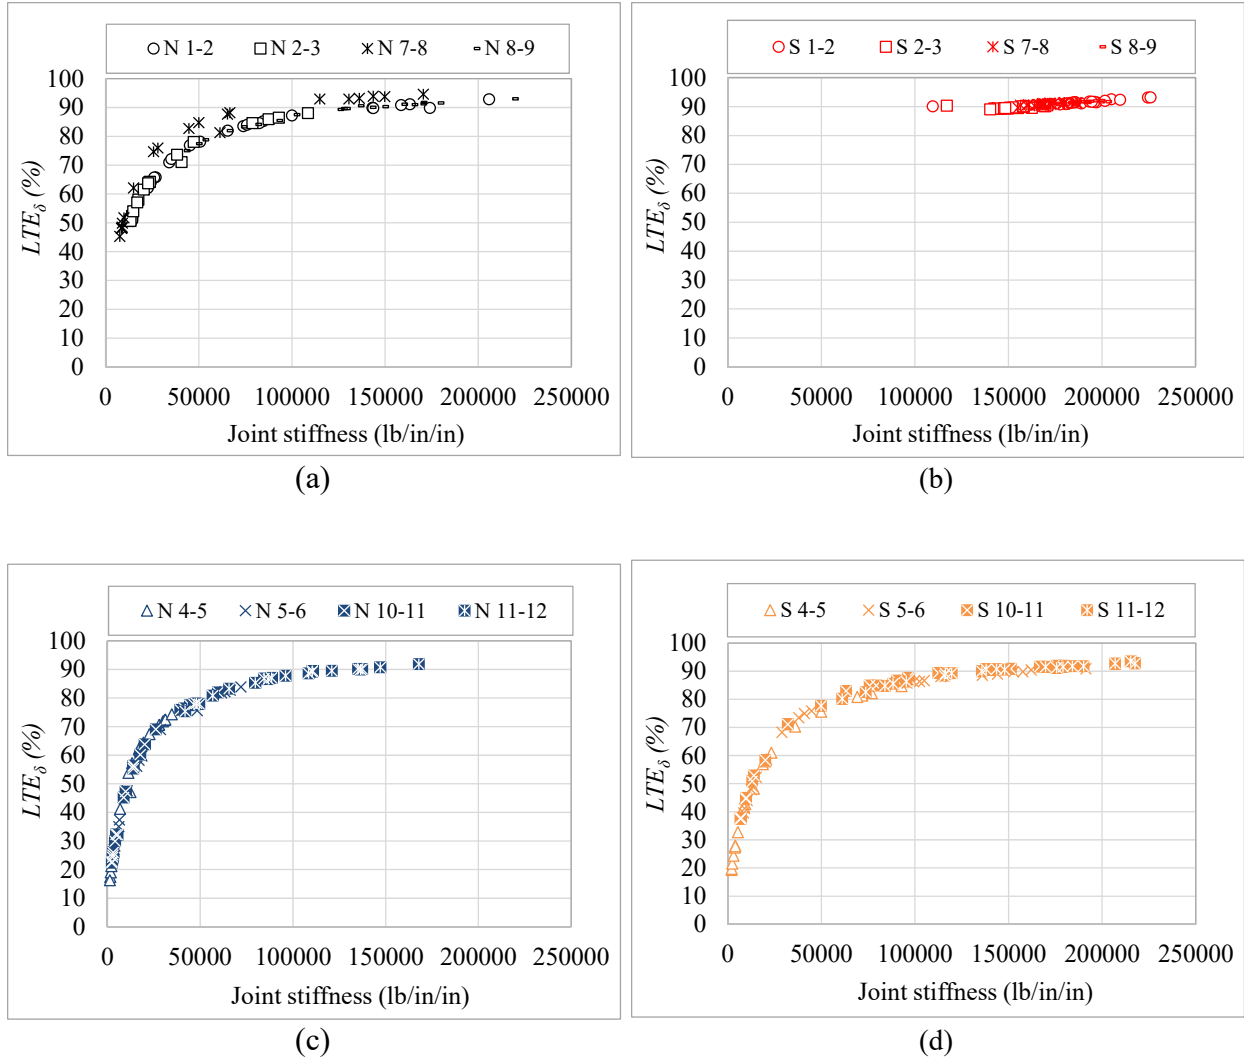 N 1-2 N 2-3 N 7-8 N 8-9
100
90
80
70
60
50
40
30
20
10
0
LTEδ (%)
0 50000 100000 150000 200000 250000
Joint stiffness (lb/in/in)
(a)
S 1-2 S 2-3 S 7-8 S 8-9
100
90
80
70
60
50
40
30
20
10
0
LTEδ (%)
0 50000 100000 150000 200000 250000
Joint stiffness (lb/in/in)
(b)
N 4-5 N 5-6 N 10-11 N 11-12
100
90
80
70
60
50
40
30
20
10
0
LTEδ (%)
0 50000 100000 150000 200000 250000
Joint stiffness (lb/in/in)
(c)
S 4-5 S 5-6 S 10-11 S 11-12
100
90
80
70
60
50
40
30
20
10
0
LTEδ (%)
0 50000 100000 150000 200000 250000
Joint stiffness (lb/in/in)
(d)